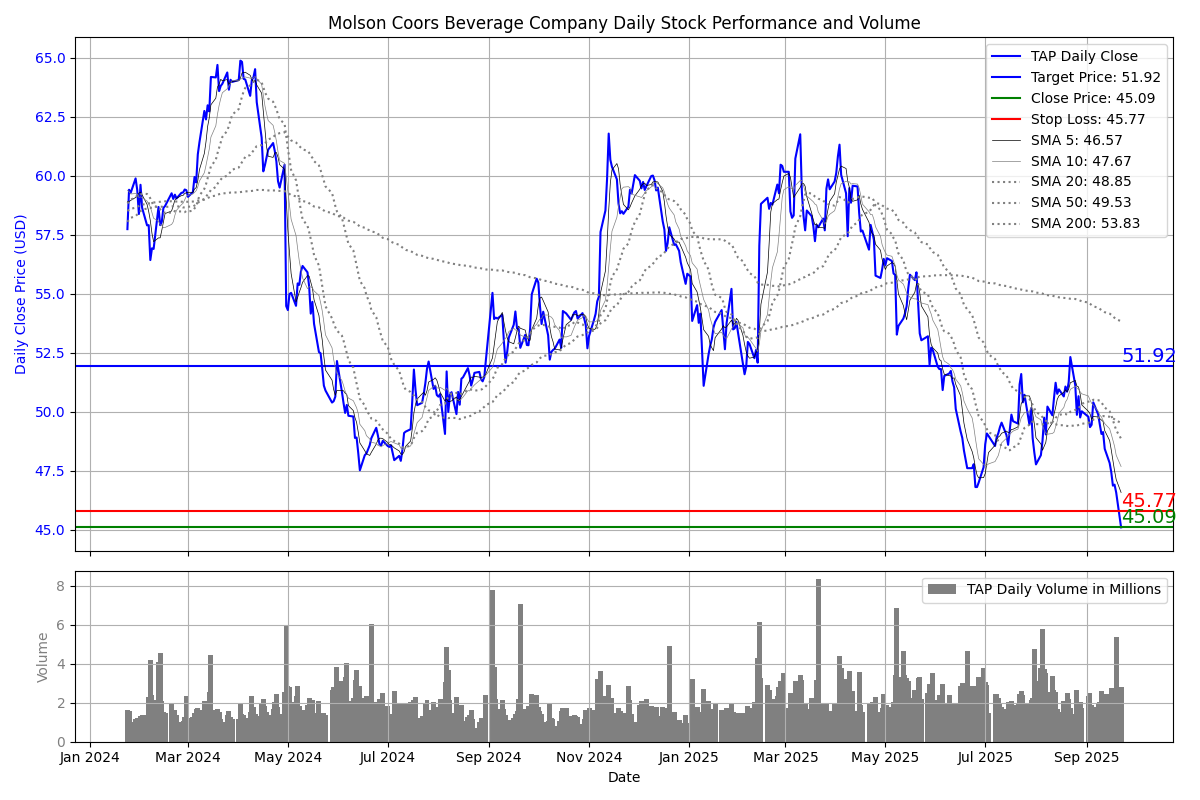 Molson Coors Beverage Company Daily Stock Performance and Volume
Daily Close Price (USD)
65.0
62.5
60.0
57.5
55.0
52.5
50.0
47.5
45.0
TAP Daily Close
Target Price: 51.92
Close Price: 45.09
Stop Loss: 45.77
SMA 5: 46.57
SMA 10: 47.67
SMA 20: 48.85
SMA 50: 49.53
SMA 200: 53.83
51.92
45.77
45.09
Volume
8
6
4
2
0
TAP Daily Volume in Millions
Jan 2024 Mar 2024 May 2024 Jul 2024 Sep 2024 Nov 2024 Jan 2025 Mar 2025 May 2025 Jul 2025 Sep 2025
Date